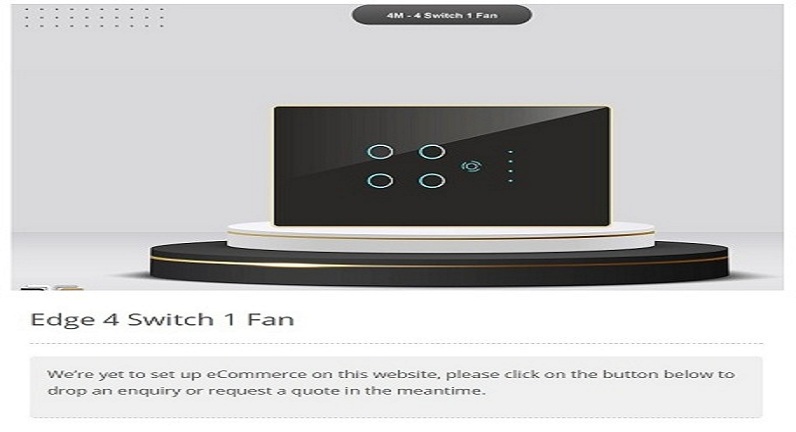 4M - 4 Switch 1 Fan
Edge 4 Switch 1 Fan
We're yet to set up eCommerce on this website, please click on the button below to
drop an enquiry or request a quote in the meantime.